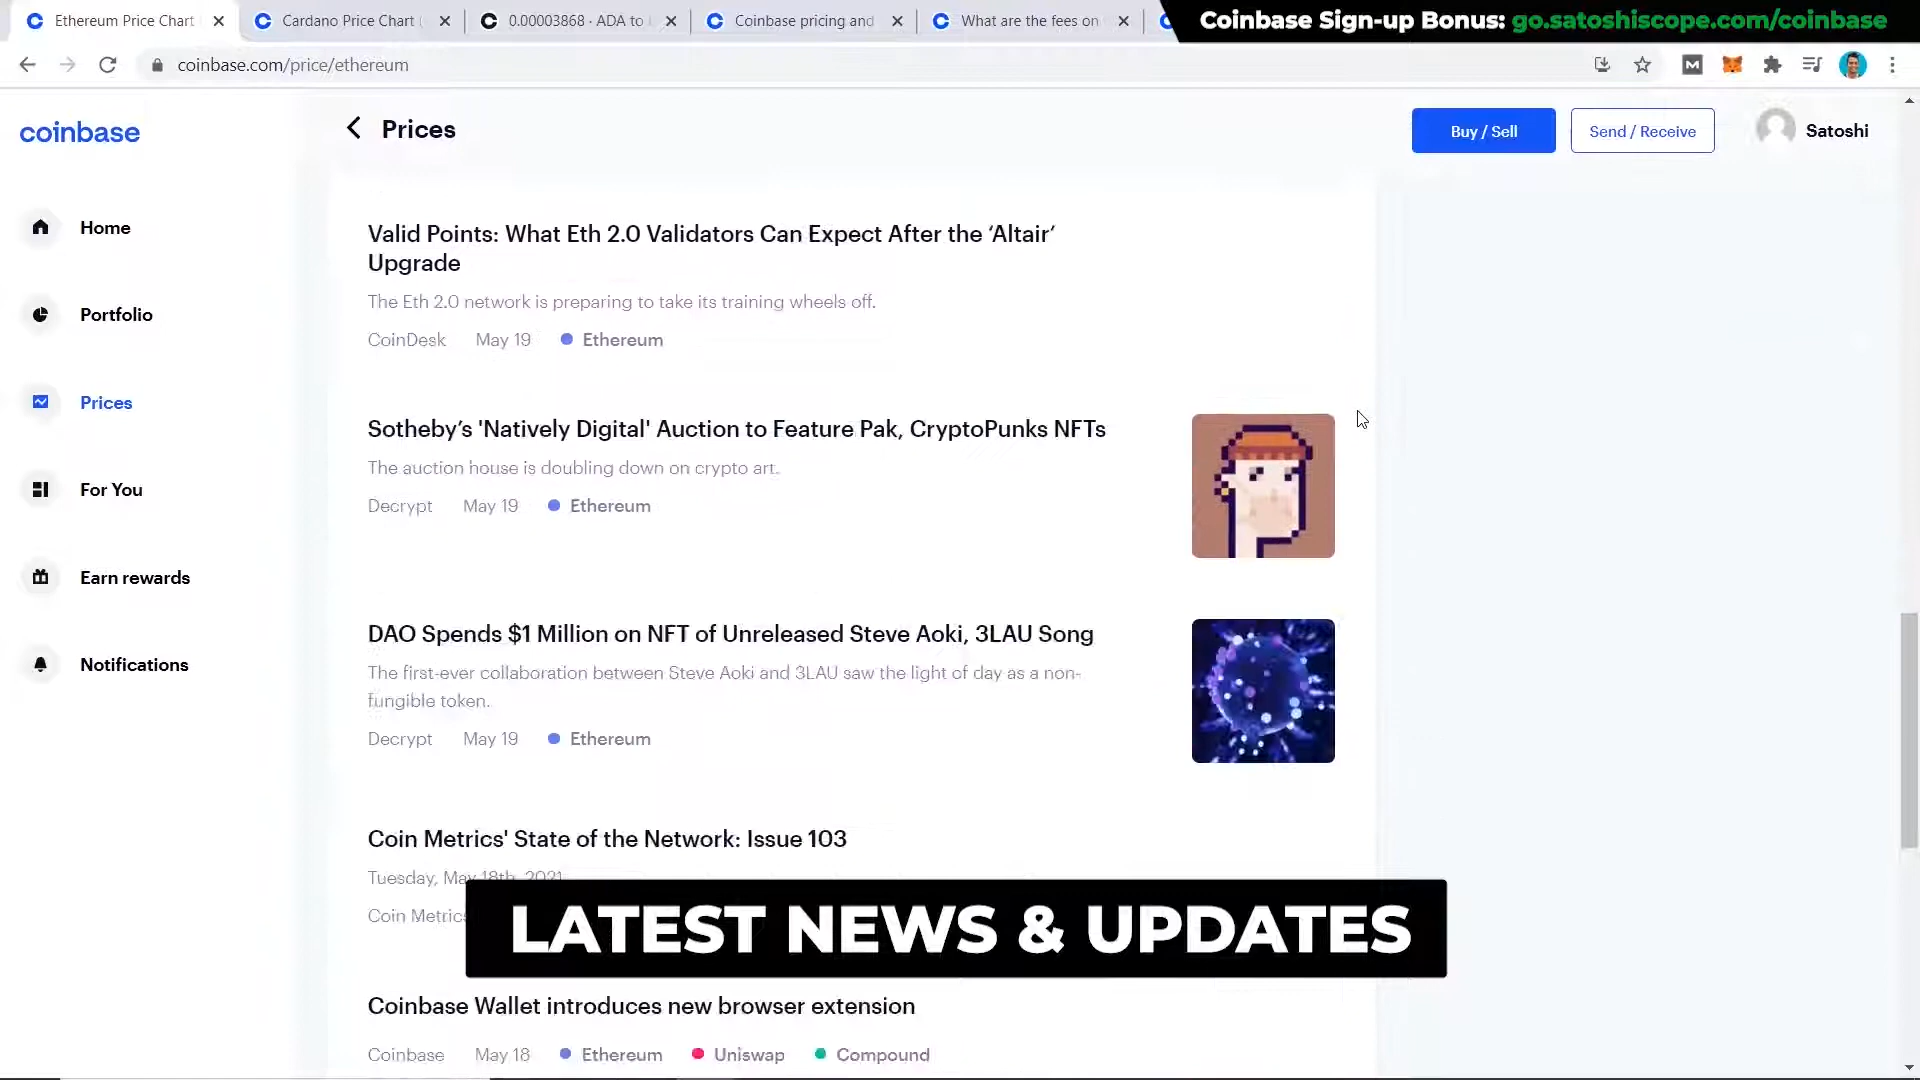 Ethereum Price Chart
Cardano Price Chart
0.00003868 · ADA to
Coinbase pricing and
What are the fees on
Coinbase Sign-up Bonus: go.satoshiscope.com/coinbase
coinbase.com/price/ethereum
coinbase
Prices
Buy / Sell
Send / Receive
Satoshi
Home
Portfolio
Prices
For You
Earn rewards
Notifications
Valid Points: What Eth 2.0 Validators Can Expect After the ‘Altair’
Upgrade
The Eth 2.0 network is preparing to take its training wheels off.
CoinDesk May 19 Ethereum
Sotheby’s 'Natively Digital' Auction to Feature Pak, CryptoPunks NFTs
The auction house is doubling down on crypto art.
Decrypt May 19 Ethereum
DAO Spends $1 Million on NFT of Unreleased Steve Aoki, 3LAU Song
The first-ever collaboration between Steve Aoki and 3LAU saw the light of day as a non-
fungible token.
Decrypt May 19 Ethereum
Coin Metrics' State of the Network: Issue 103
Tuesday, May 18th, 2021
Coin Metrics
LATEST NEWS & UPDATES
Coinbase Wallet introduces new browser extension
Coinbase May 18 Ethereum Uniswap Compound